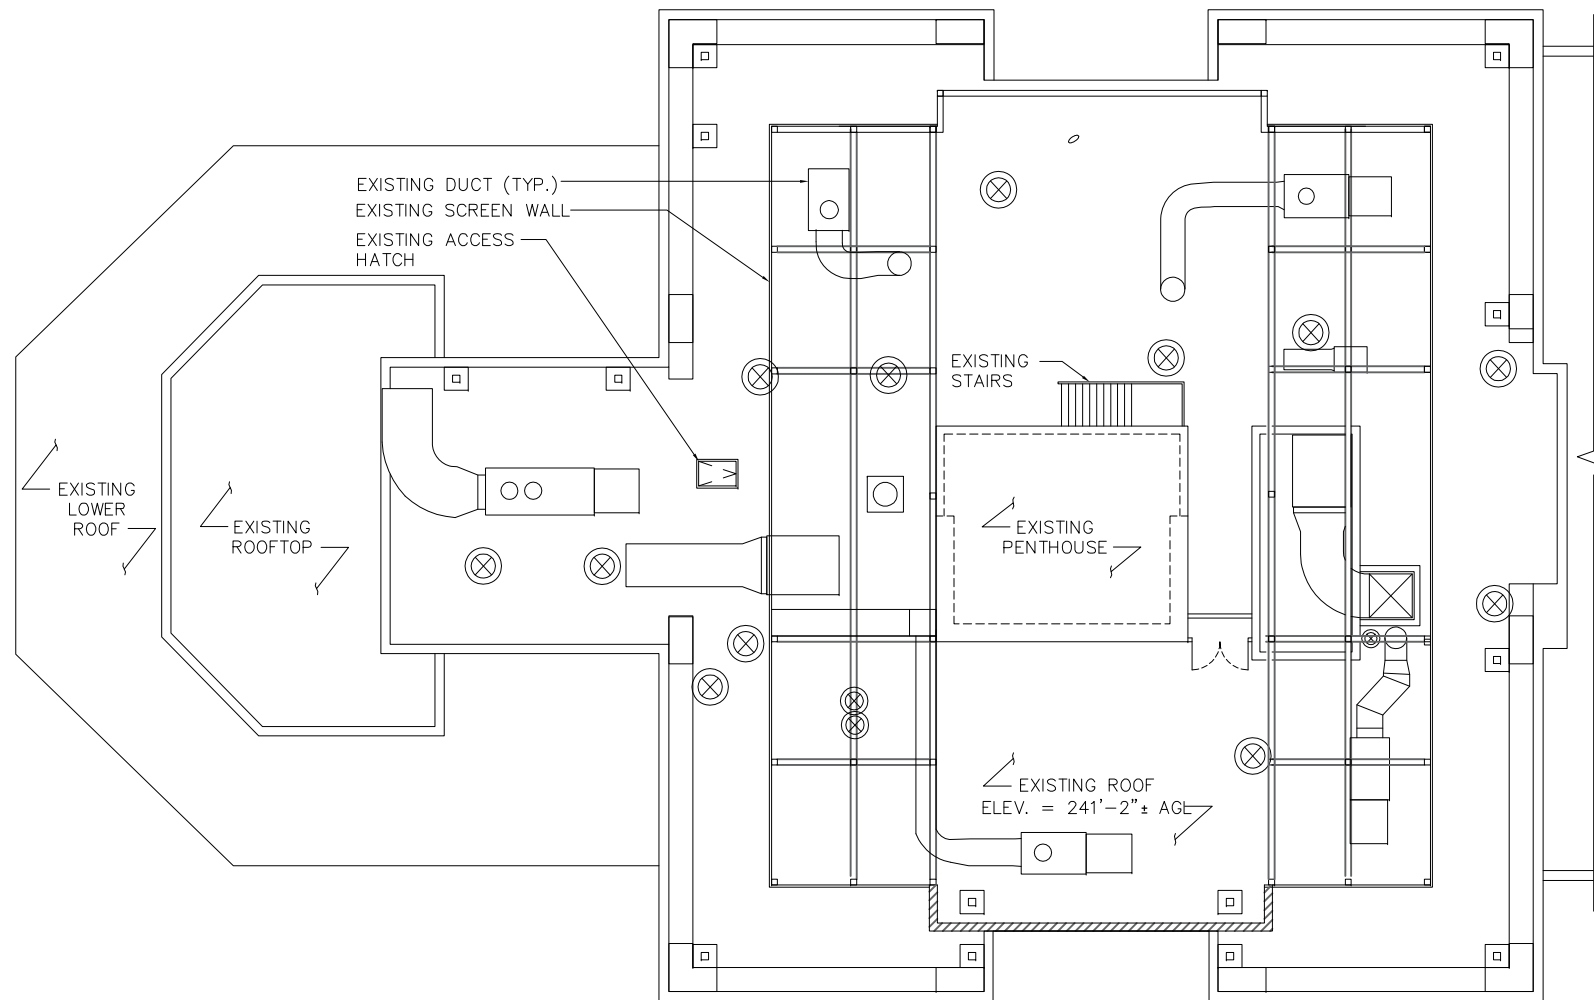 EXISTING DUCT (TYP.)
EXISTING SCREEN WALL
EXISTING ACCESS
HATCH
EXISTING
STAIRS
EXISTING
LOWER
ROOF
EXISTING
ROOFTOP
EXISTING
PENTHOUSE
EXISTING ROOF
ELEV. = 241'-2"± AGL